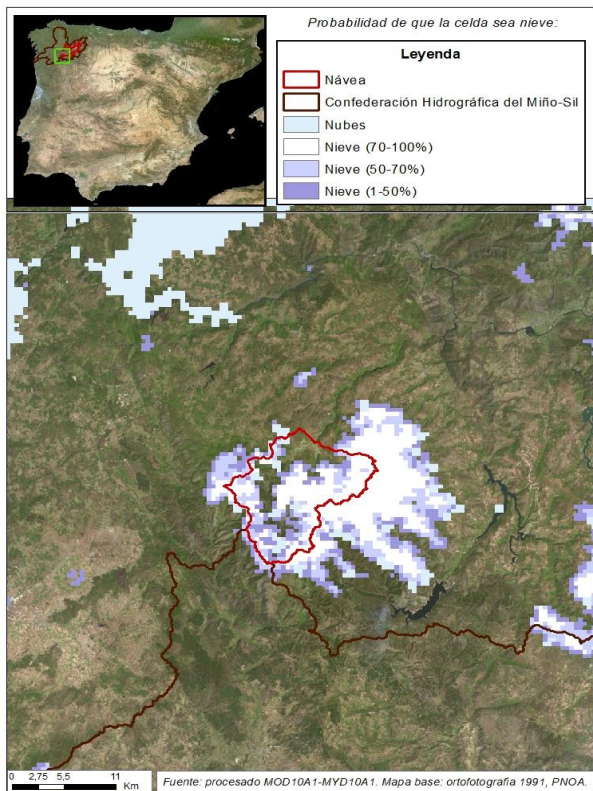 Probabilidad de que la celda sea nieve:
Leyenda
Návea
Confederación Hidrográfica del Miño-Sil
Nubes
Nieve (70-100%)
Nieve (50-70%)
Nieve (1-50%)
0 2,75 5,5 11
Km
Fuente: procesado MOD10A1-MYD10A1. Mapa base: ortofotografía 1991, PNOA.